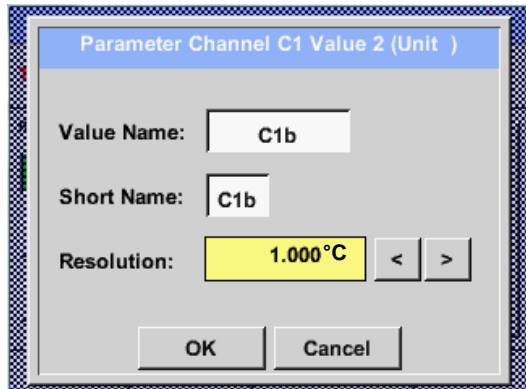 Parameter Channel C1 Value 2 (Unit )
Value Name: C1b
Short Name: C1b
Resolution: 1.000°C < >
OK Cancel